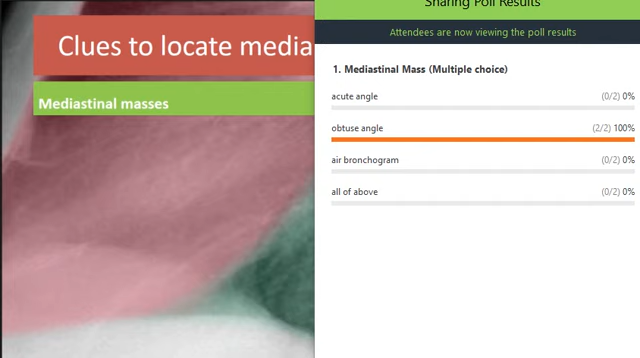 Clues to locate media
Mediastinal masses
Sharing Poll Results
Attendees are now viewing the poll results
1. Mediastinal Mass (Multiple choice)
acute angle (0/2) 0%
obtuse angle (2/2) 100%
air bronchogram (0/2) 0%
all of above (0/2) 0%